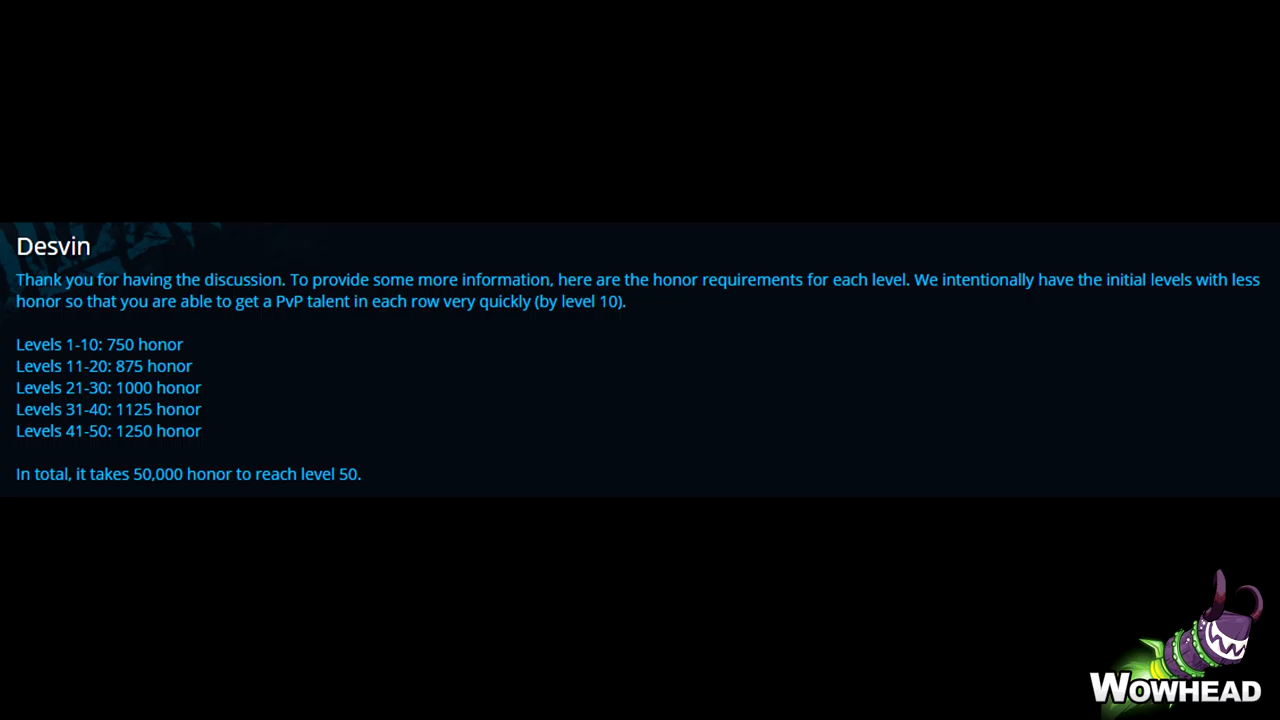 Desvin
Thank you for having the discussion. To provide some more information, here are the honor requirements for each level. We intentionally have the initial levels with less
honor so that you are able to get a PvP talent in each row very quickly (by level 10).
Levels 1-10: 750 honor
Levels 11-20: 875 honor
Levels 21-30: 1000 honor
Levels 31-40: 1125 honor
Levels 41-50: 1250 honor
In total, it takes 50,000 honor to reach level 50.
WOWHEAD